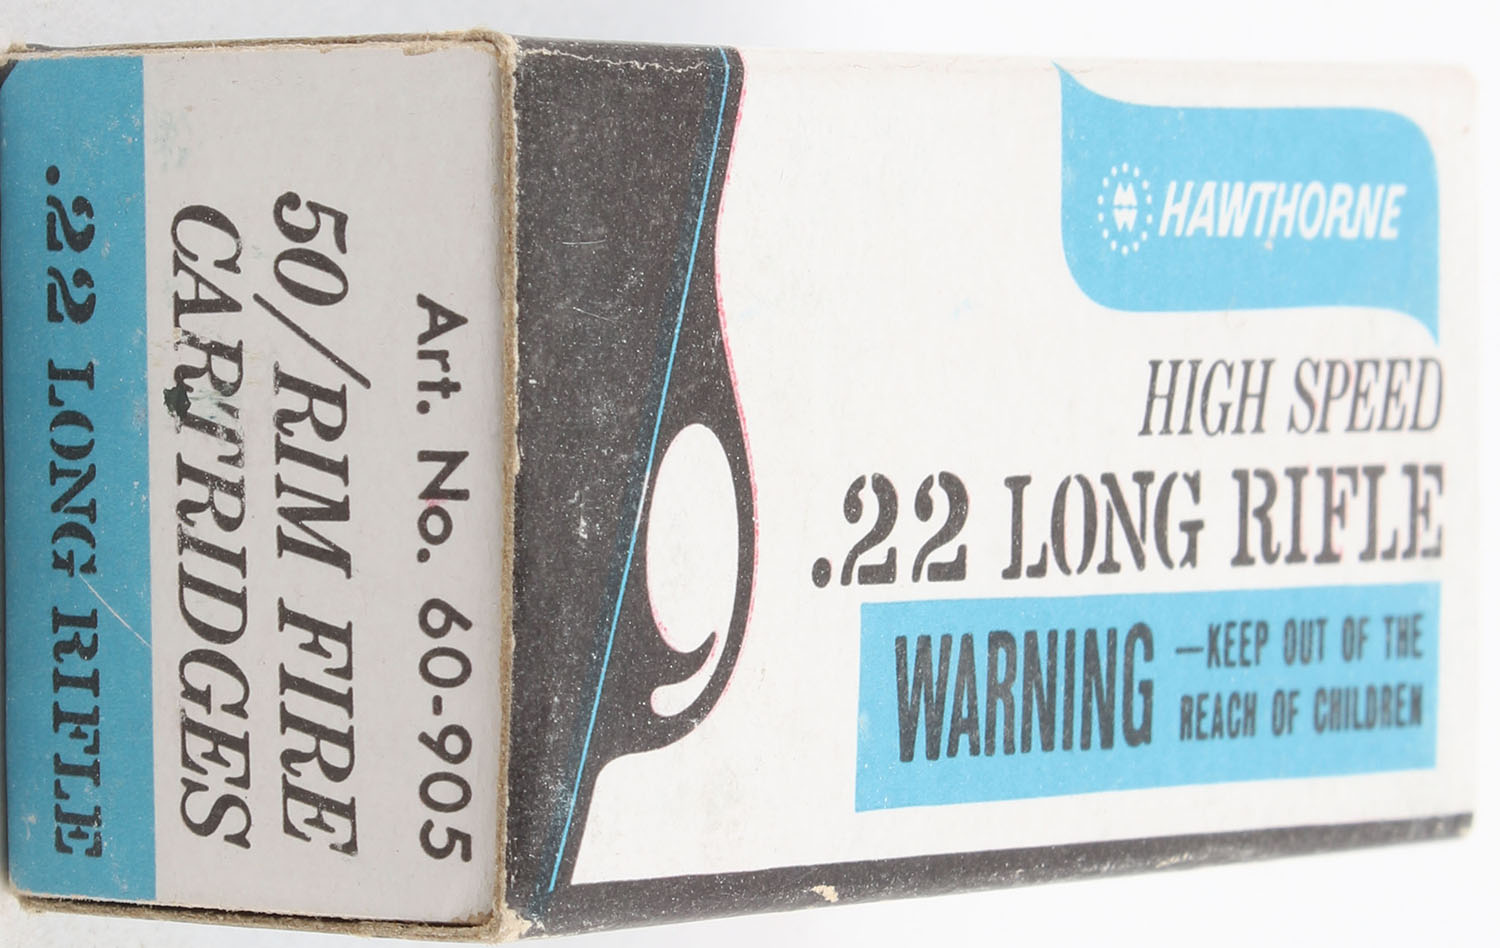 HAWTHORNE
HIGH SPEED
.22 LONG RIFLE
WARNING —KEEP OUT OF THE
REACH OF CHILDREN
Art. No. 60-905
50/RIM FIRE
CARTRIDGES
.22 LONG RIFLE